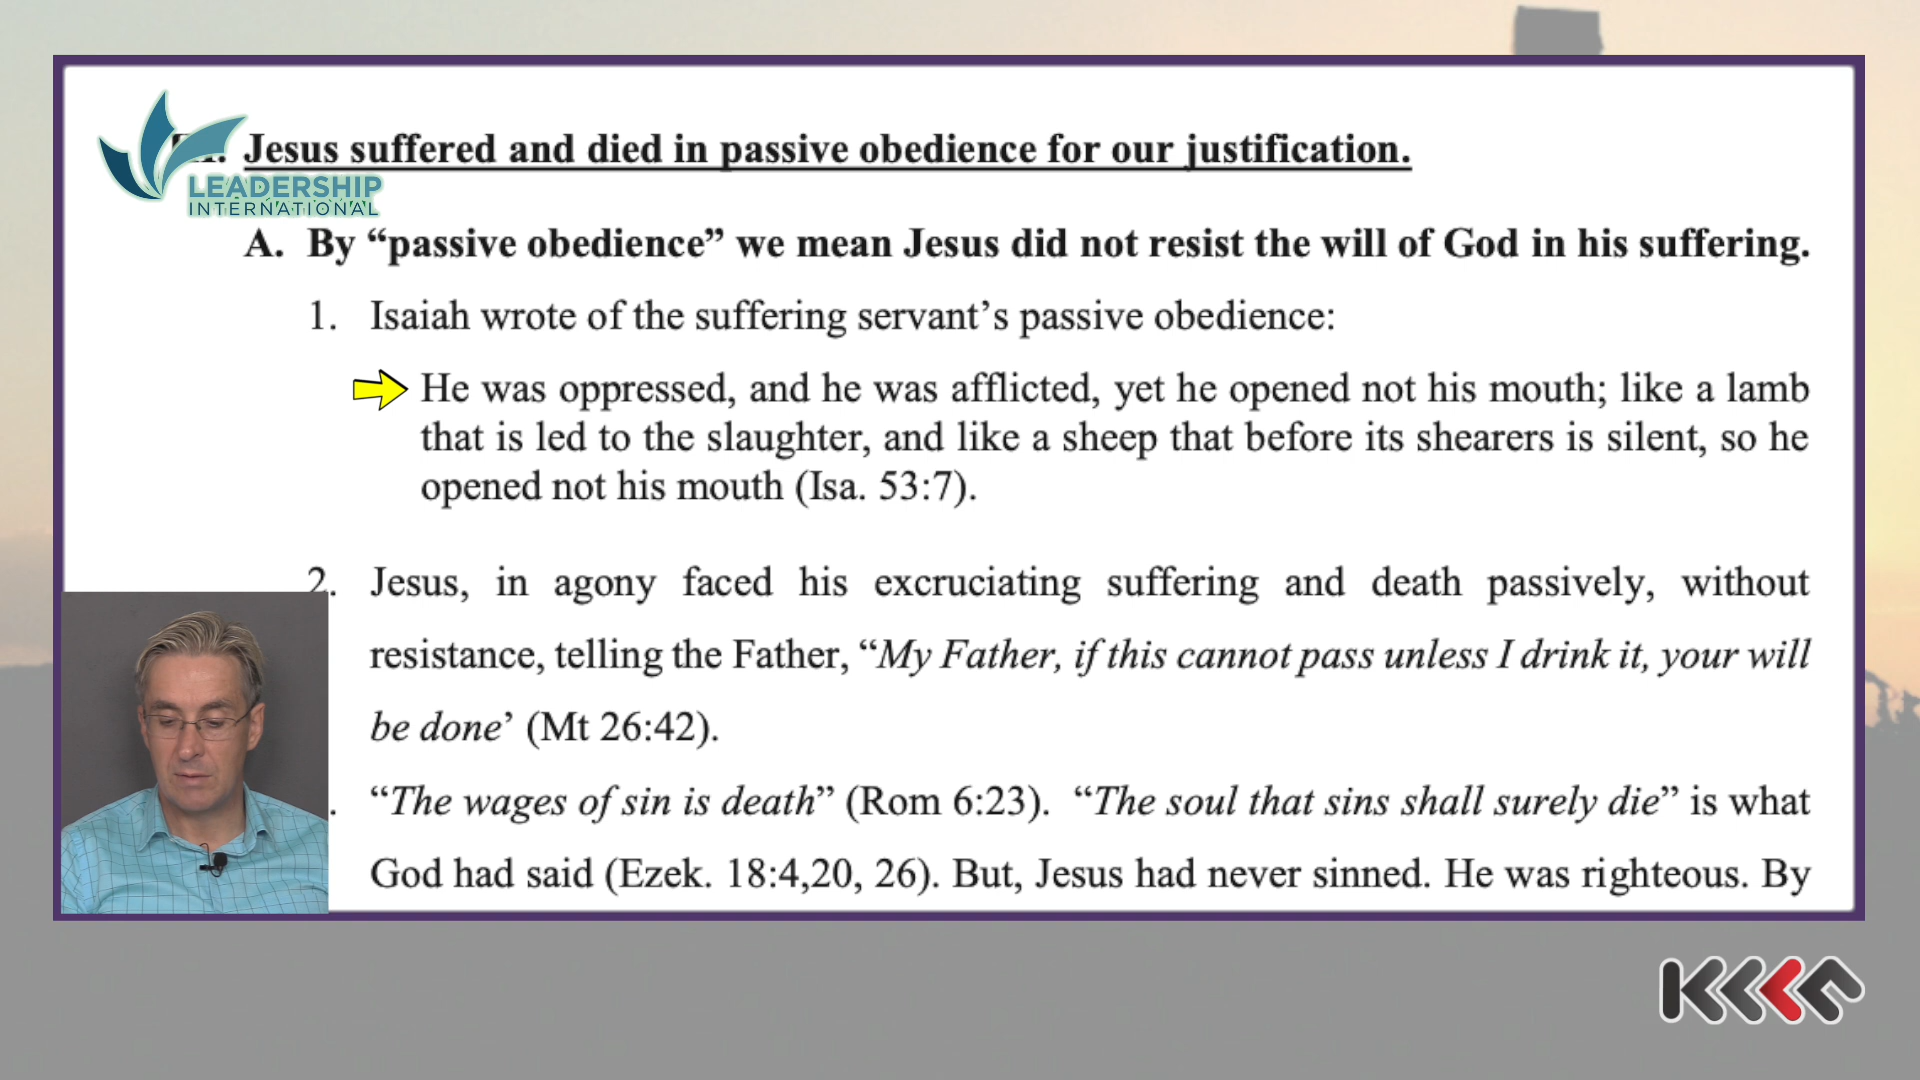 Jesus suffered and died in passive obedience for our justification.
LEADERSHIP
INTERNATIONAL
A. By “passive obedience” we mean Jesus did not resist the will of God in his suffering.
1. Isaiah wrote of the suffering servant’s passive obedience:
He was oppressed, and he was afflicted, yet he opened not his mouth; like a lamb
that is led to the slaughter, and like a sheep that before its shearers is silent, so he
opened not his mouth (Isa. 53:7).
2. Jesus, in agony faced his excruciating suffering and death passively, without
resistance, telling the Father, “My Father, if this cannot pass unless I drink it, your will
be done’ (Mt 26:42).
“The wages of sin is death” (Rom 6:23). “The soul that sins shall surely die” is what
God had said (Ezek. 18:4,20, 26). But, Jesus had never sinned. He was righteous. By